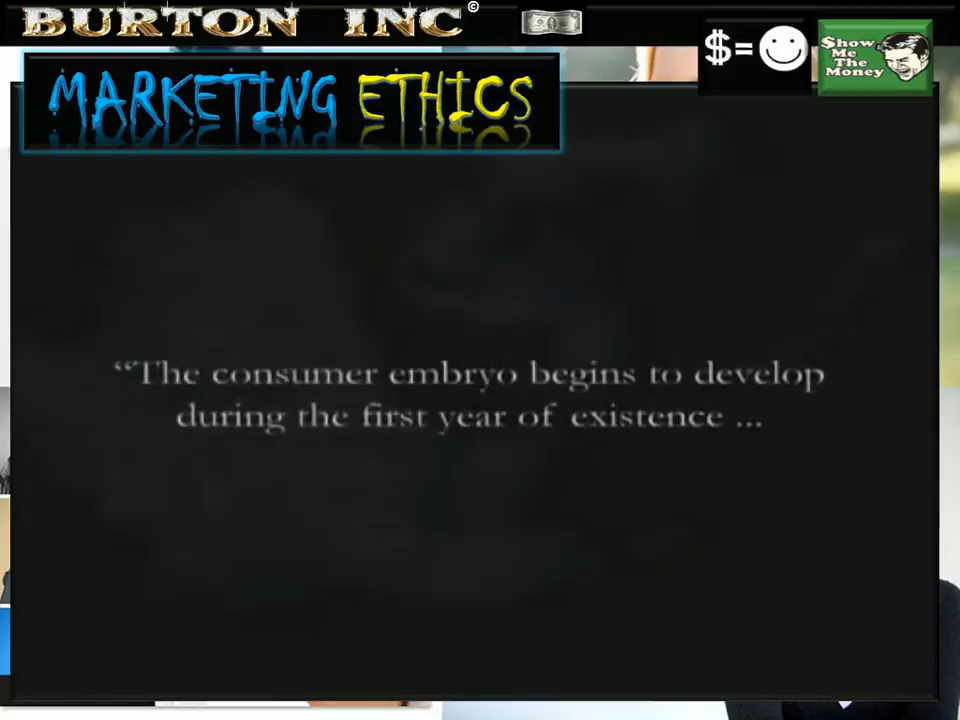 BURTON INC©
$=
Show
Me
The
Money
MARKETING ETHICS
“The consumer embryo begins to develop
during the first year of existence ...